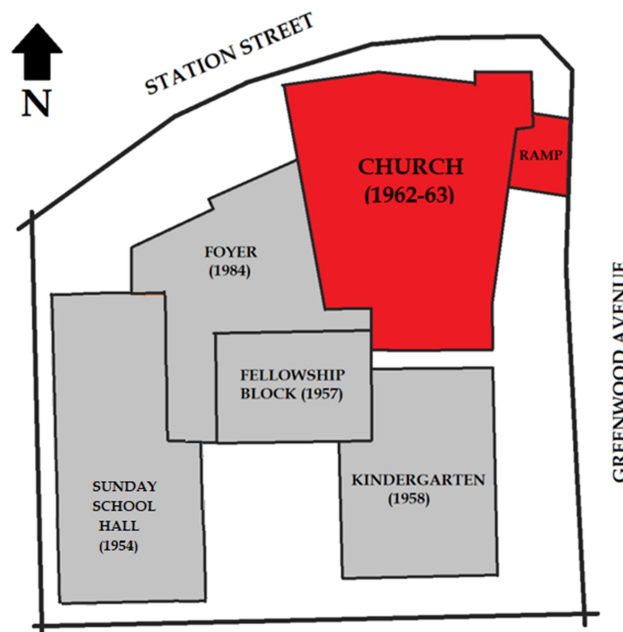 STATION STREET
N
CHURCH
(1962-63)
RAMP
FOYER
(1984)
GREENWOOD AVENUE
FELLOWSHIP
BLOCK (1957)
KINDERGARTEN
(1958)
SUNDAY
SCHOOL
HALL
(1954)